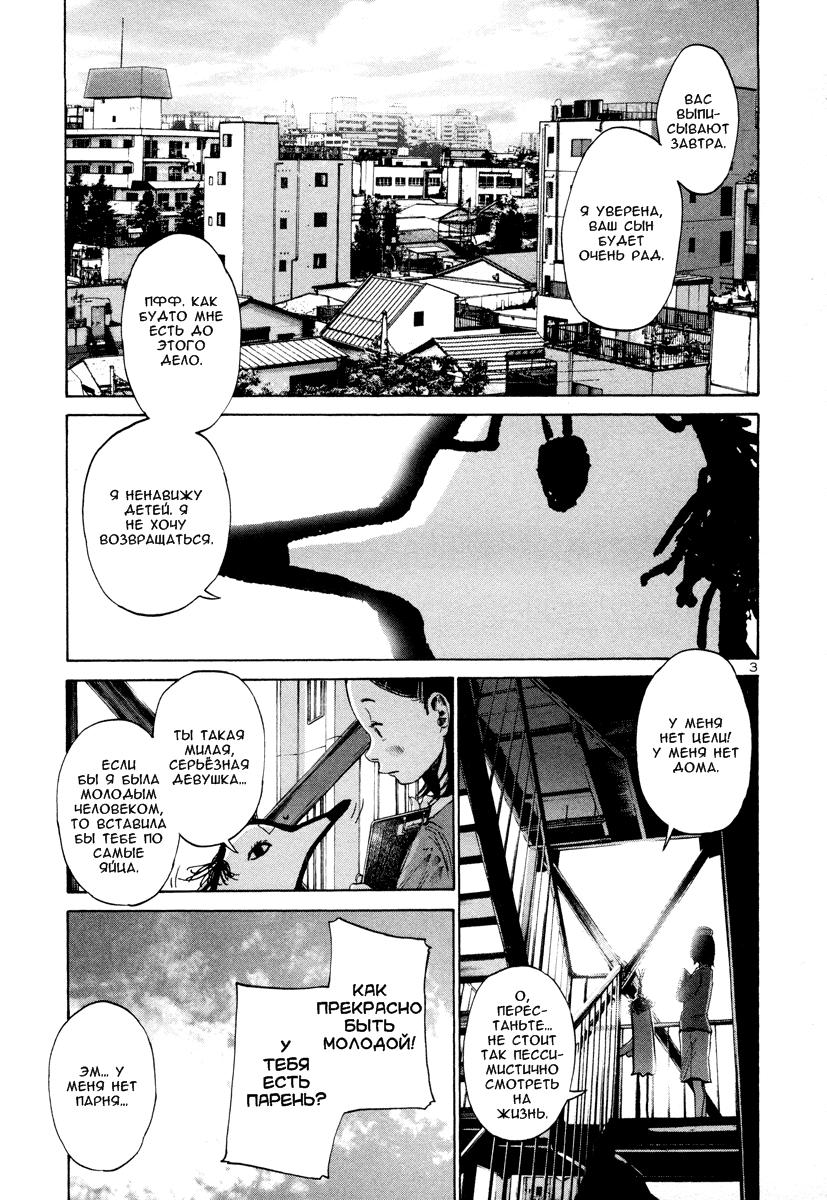 ВАС
ВЫПИ-
СЫВАЮТ
ЗАВТРА.
Я УВЕРЕНА,
ВАШ СЫН
БУДЕТ
ОЧЕНЬ РАД.
ПФФ. КАК
БУДТО МНЕ
ЕСТЬ ДО
ЭТОГО
ДЕЛО.
Я НЕНАВИЖУ
ДЕТЕЙ. Я
НЕ ХОЧУ
ВОЗВРАЩАТЬСЯ.
3
У МЕНЯ
НЕТ ЦЕЛИ!
У МЕНЯ НЕТ
ДОМА.
О,
ПЕРЕС-
ТАНЬТЕ...
НЕ СТОИТ
ТАК ПЕССИ-
МИСТИЧНО
СМОТРЕТЬ
НА
ЖИЗНЬ.
ТЫ ТАКАЯ
МИЛАЯ,
СЕРЬЁЗНАЯ
ДЕВУШКА...
ЕСЛИ
БЫ Я БЫЛА
МОЛОДЫМ
ЧЕЛОВЕКОМ,
ТО ВСТАВИЛА
БЫ ТЕБЕ ПО
САМЫЕ
ЯЙЦА.
КАК
ПРЕКРАСНО
БЫТЬ
МОЛОДОЙ!
У
ТЕБЯ
ЕСТЬ
ПАРЕНЬ?
ЭМ... У
МЕНЯ НЕТ
ПАРНЯ...